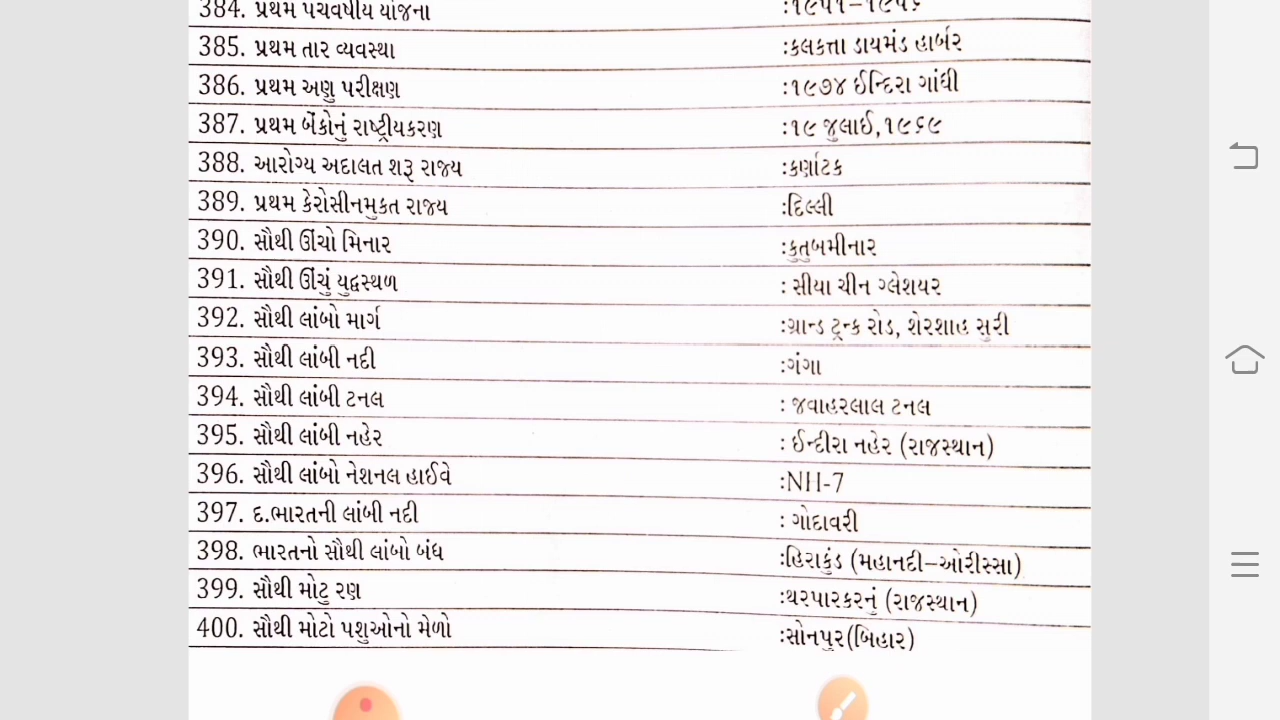 384. પ્રથમ પંચવર્ષીય યોજના :૧૯૫૧–૧૯૫૬
385. પ્રથમ તાર વ્યવસ્થા :કલકત્તા ડાયમંડ હાર્બર
386. પ્રથમ અણુ પરીક્ષણ :૧૯૭૪ ઈન્દિરા ગાંધી
387. પ્રથમ બેંકોનું રાષ્ટ્રીયકરણ :૧૯ જુલાઈ,૧૯૬૯
388. આરોગ્ય અદાલત શરૂ રાજ્ય :કર્ણાટક
389. પ્રથમ કેરોસીનમુકત રાજ્ય :દિલ્લી
390. સૌથી ઊંચો મિનાર :કુતુબમીનાર
391. સૌથી ઊંચું યુદ્ધસ્થળ : સીયા ચીન ગ્લેશયર
392. સૌથી લાંબો માર્ગ :ગ્રાન્ડ ટ્રન્ક રોડ, શેરશાહ સુરી
393. સૌથી લાંબી નદી :ગંગા
394. સૌથી લાંબી ટનલ : જવાહરલાલ ટનલ
395. સૌથી લાંબી નહેર : ઈન્દીરા નહેર (રાજસ્થાન)
396. સૌથી લાંબો નેશનલ હાઈવે :NH-7
397. દ.ભારતની લાંબી નદી : ગોદાવરી
398. ભારતનો સૌથી લાંબો બંધ :હિરાકુંડ (મહાનદી–ઓરીસ્સા)
399. સૌથી મોટુ રણ :થરપારકરનું (રાજસ્થાન)
400. સૌથી મોટો પશુઓનો મેળો :સોનપુર(બિહાર)